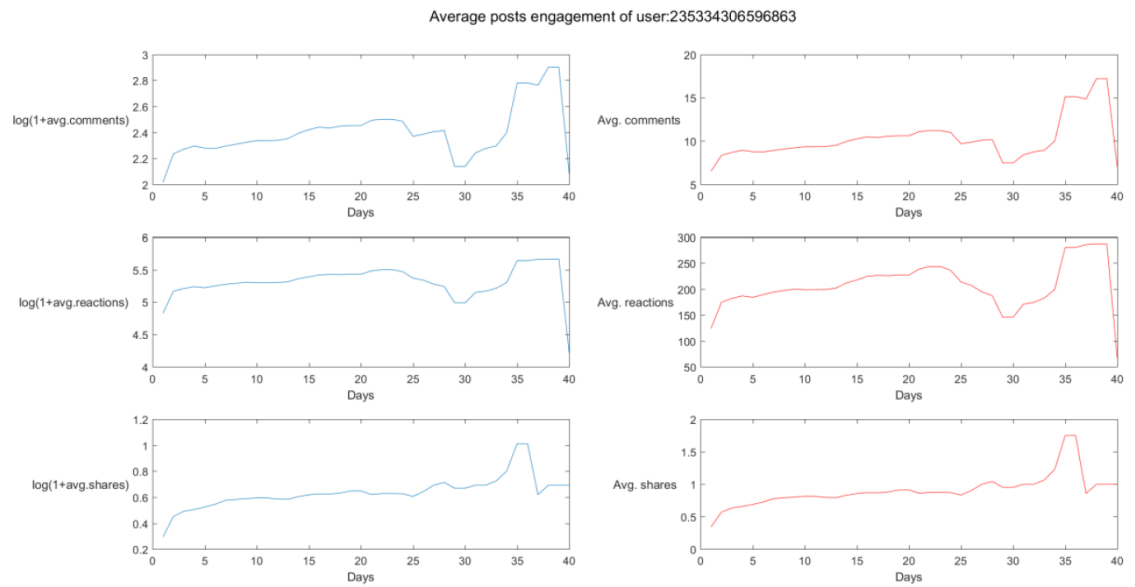 Average posts engagement of user:235334306596863
3
2.8
2.6
log(1+avg.comments) 2.4
2.2
2
0 5 10 15 20 25 30 35 40
Days
20
15
Avg. comments 10
5
0 5 10 15 20 25 30 35 40
Days
6
5.5
log(1+avg.reactions) 5
4.5
4
0 5 10 15 20 25 30 35 40
Days
300
250
200
Avg. reactions
150
100
50
0 5 10 15 20 25 30 35 40
Days
1.2
1
0.8
log(1+avg.shares) 0.6
0.4
0.2
0 5 10 15 20 25 30 35 40
Days
2
1.5
Avg. shares 1
0.5
0
0 5 10 15 20 25 30 35 40
Days